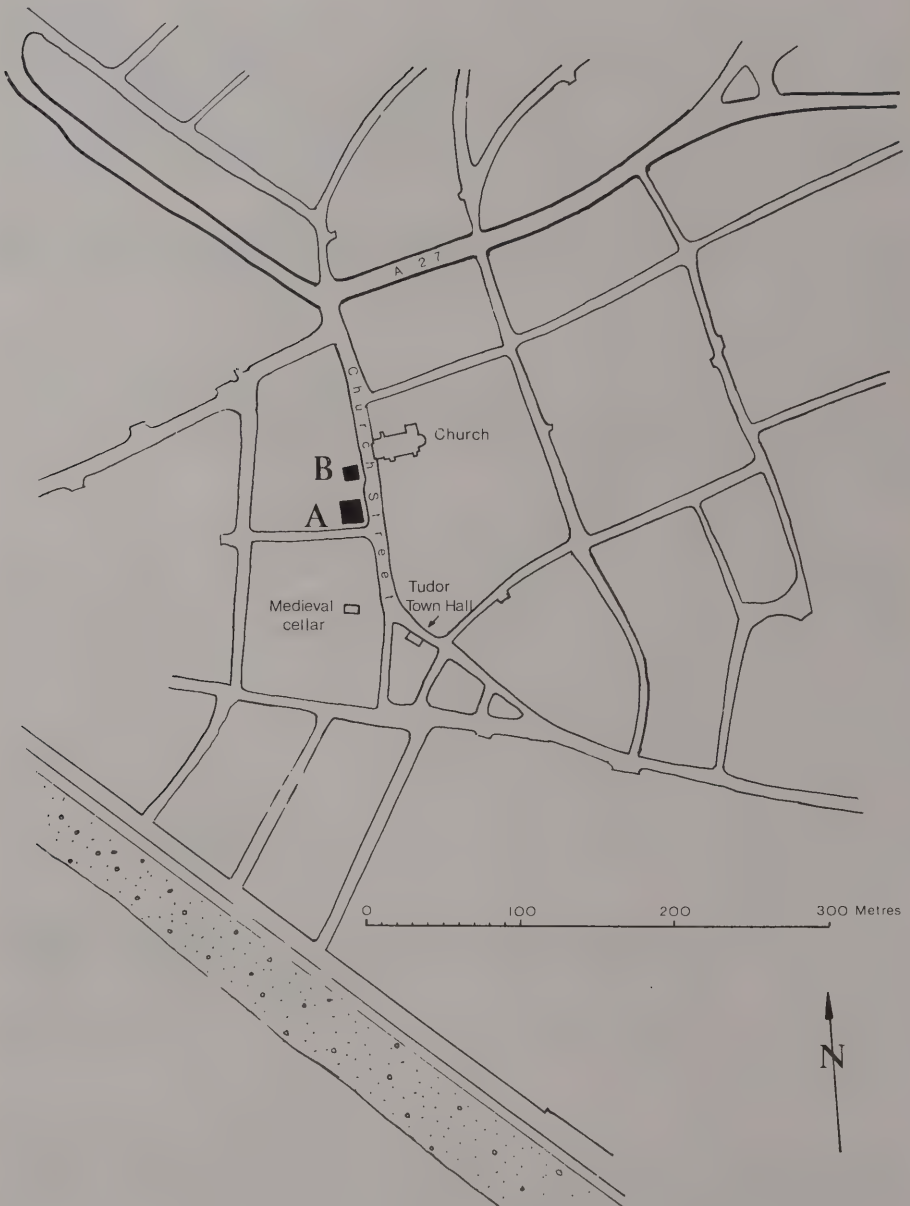 A 27
Church Street
Church
B
A
Tudor
Town Hall
Medieval
cellar
0 100 200 300 Metres
N